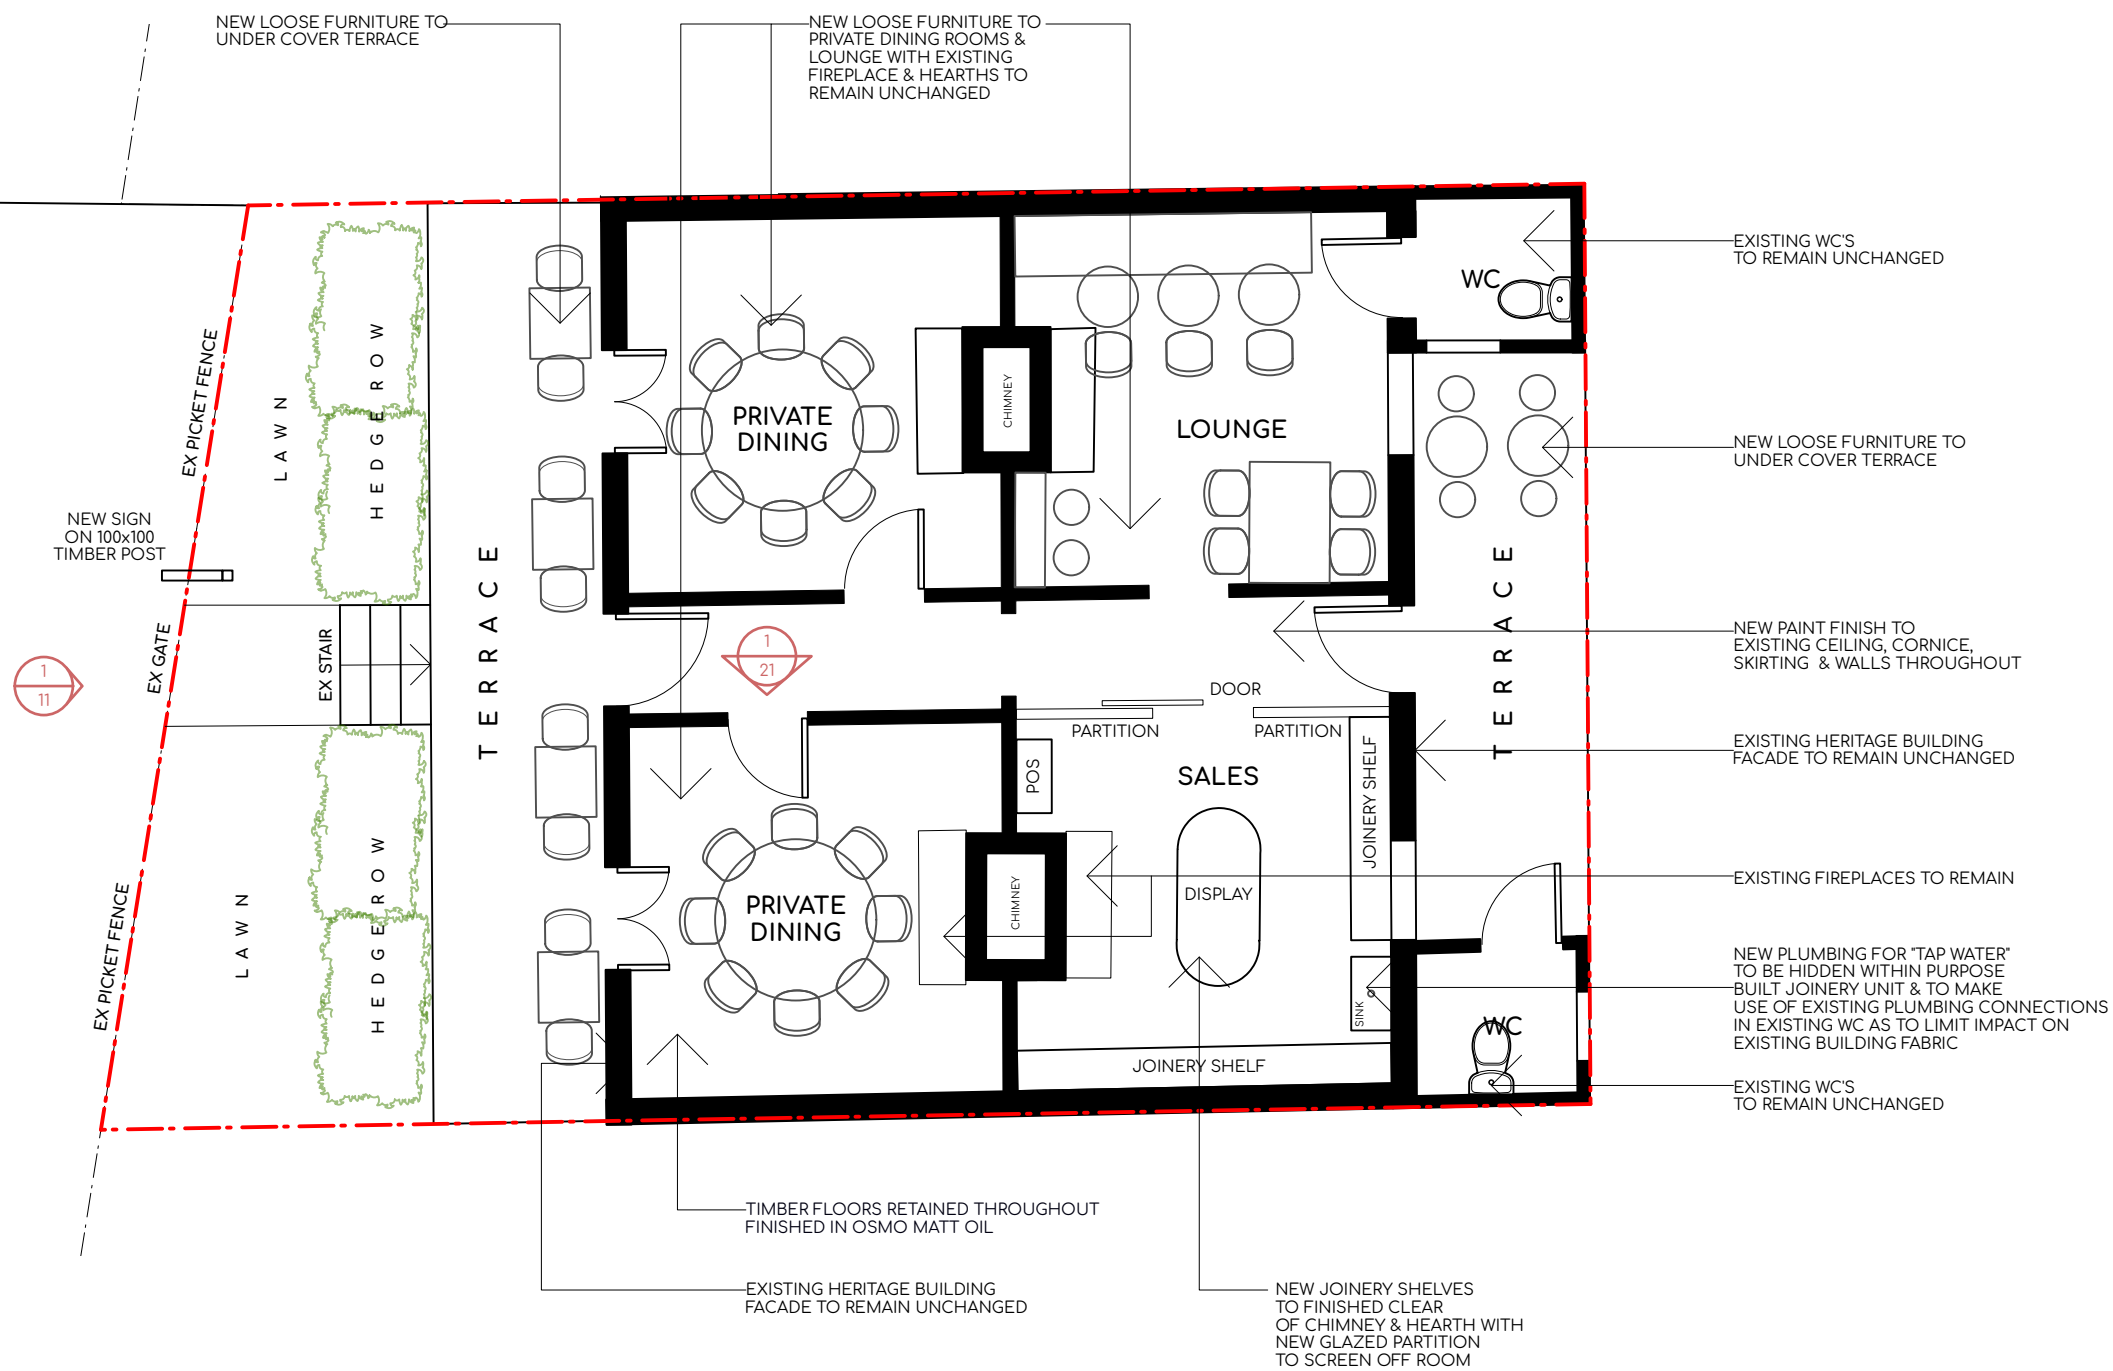 NEW LOOSE FURNITURE TO
UNDER COVER TERRACE
NEW LOOSE FURNITURE TO
PRIVATE DINING ROOMS &
LOUNGE WITH EXISTING
FIREPLACE & HEARTHS TO
REMAIN UNCHANGED
EXISTING WC'S
TO REMAIN UNCHANGED
WC
EX PICKET FENCE
LAWN
HEDGE ROW
PRIVATE
DINING
CHIMNEY
LOUNGE
NEW LOOSE FURNITURE TO
UNDER COVER TERRACE
NEW SIGN
ON 100x100
TIMBER POST
TERRACE
TERRACE
EX GATE
EX STAIR
1
11
1
21
NEW PAINT FINISH TO
EXISTING CEILING, CORNICE,
SKIRTING & WALLS THROUGHOUT
DOOR
PARTITION
PARTITION
EXISTING HERITAGE BUILDING
FACADE TO REMAIN UNCHANGED
POS
SALES
JOINERY SHELF
EX PICKET FENCE
LAWN
HEDGE ROW
PRIVATE
DINING
CHIMNEY
DISPLAY
EXISTING FIREPLACES TO REMAIN
SINK
WC
NEW PLUMBING FOR "TAP WATER"
TO BE HIDDEN WITHIN PURPOSE
BUILT JOINERY UNIT & TO MAKE
USE OF EXISTING PLUMBING CONNECTIONS
IN EXISTING WC AS TO LIMIT IMPACT ON
EXISTING BUILDING FABRIC
JOINERY SHELF
EXISTING WC'S
TO REMAIN UNCHANGED
TIMBER FLOORS RETAINED THROUGHOUT
FINISHED IN OSMO MATT OIL
EXISTING HERITAGE BUILDING
FACADE TO REMAIN UNCHANGED
NEW JOINERY SHELVES
TO FINISHED CLEAR
OF CHIMNEY & HEARTH WITH
NEW GLAZED PARTITION
TO SCREEN OFF ROOM